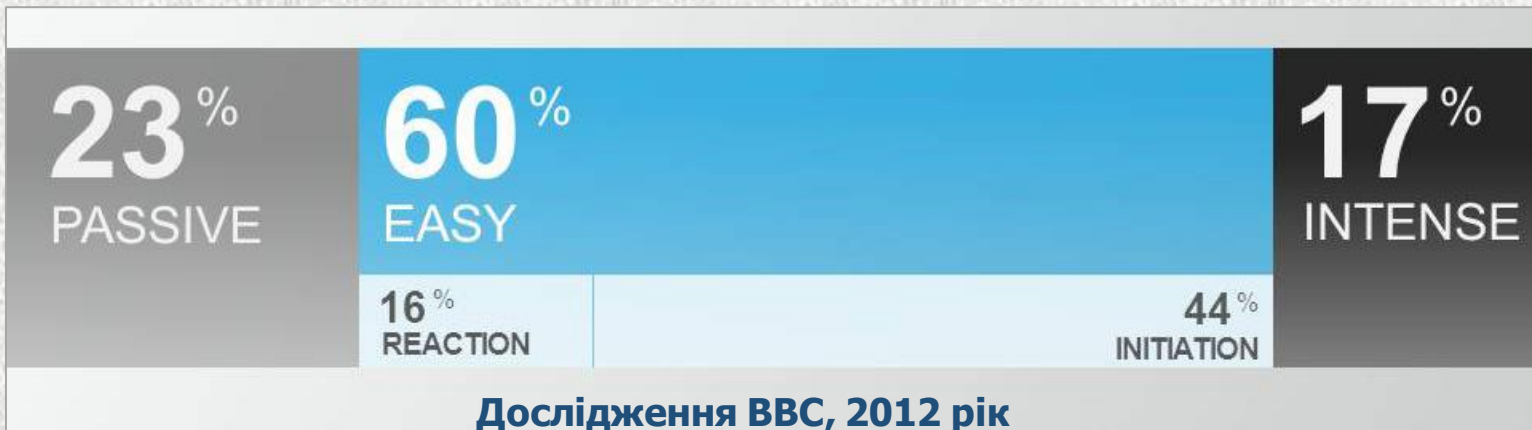 23%
PASSIVE
60%
EASY
16%
REACTION
44%
INITIATION
17%
INTENSE
Дослідження BBC, 2012 рік